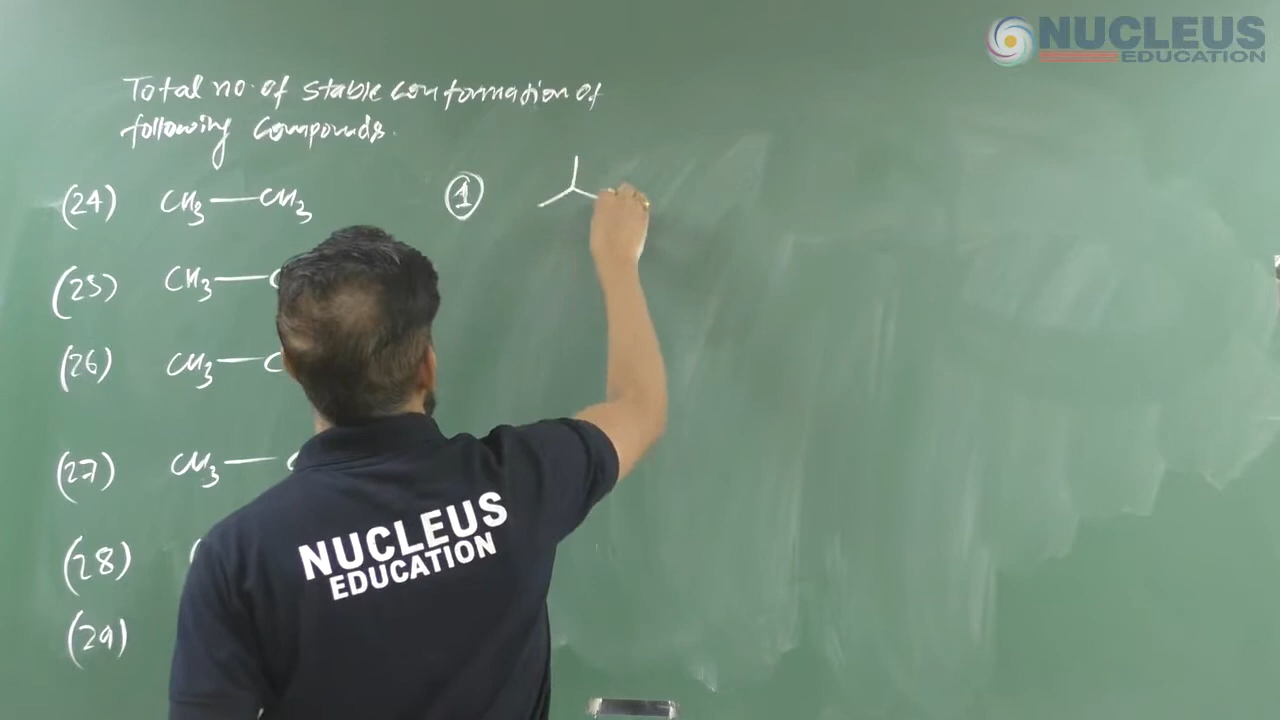 NUCLEUS
EDUCATION
Total no. of stable conformation of
following Compounds.
(24) CH3—CH3 ①
(25) CH3—C
(26) CH3—C
(27) CH3—C
(28)
(29)
NUCLEUS
EDUCATION